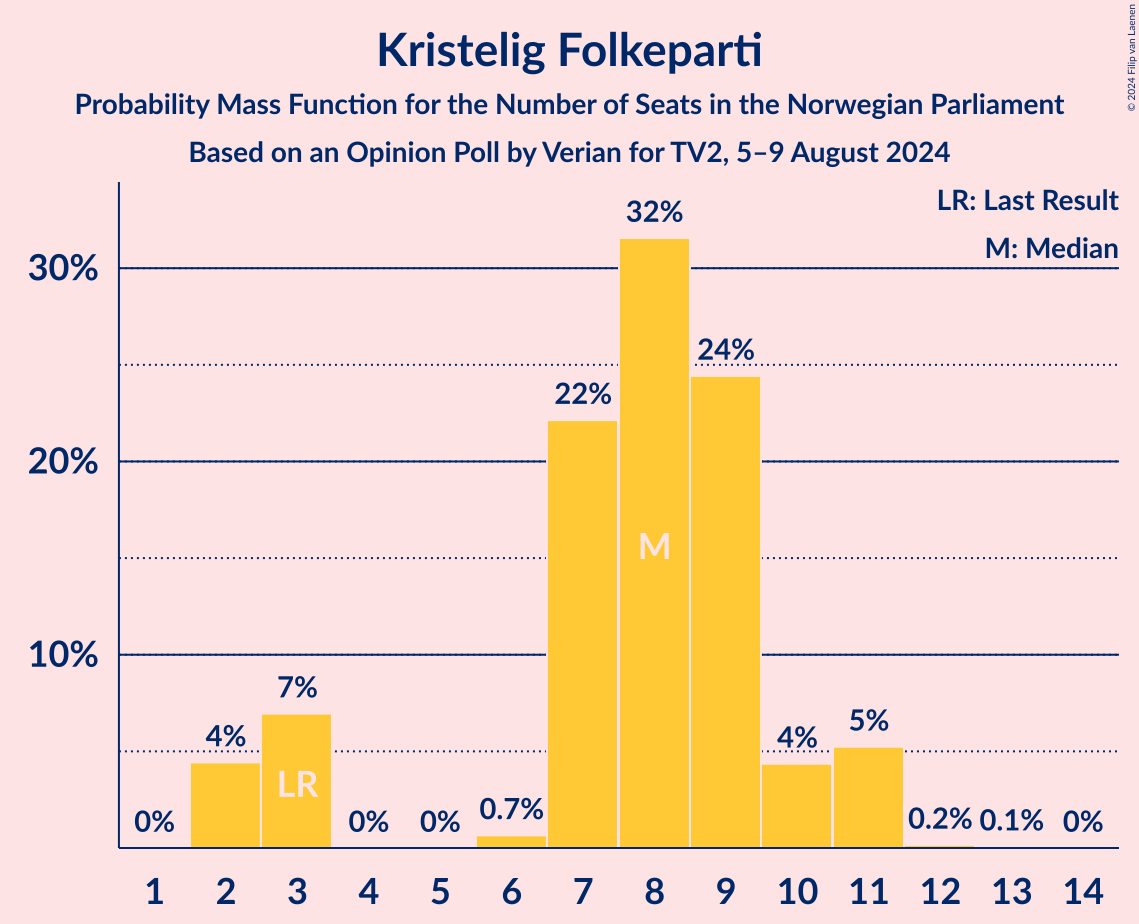 Kristelig Folkeparti
Probability Mass Function for the Number of Seats in the Norwegian Parliament
Based on an Opinion Poll by Verian for TV2, 5–9 August 2024
© 2024 Filip van Laenen
LR: Last Result
M: Median
30%
20%
10%
0%
4%
7%
0%
0%
0.7%
22%
32%
24%
4%
5%
0.2%
0.1%
0%
LR
M
1 2 3 4 5 6 7 8 9 10 11 12 13 14